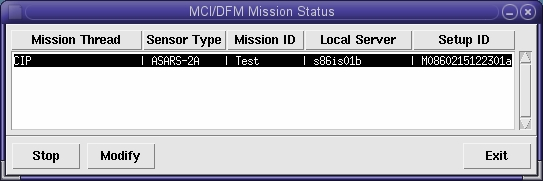 MCI/DFM Mission Status
Mission Thread Sensor Type Mission ID Local Server Setup ID
CIP | ASARS-2A | Test | s86is01b | M0860215122301a
Stop Modify Exit